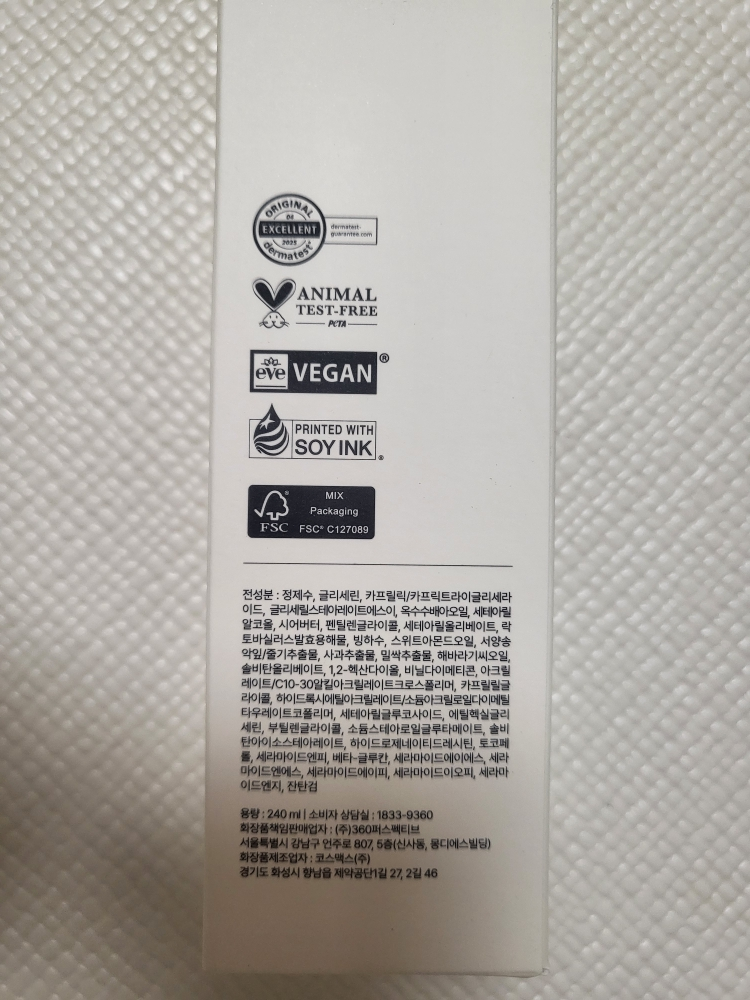 ORIGINAL
DE
EXCELLENT
2025
dermatest®
dermatest-
guarantee.com
ANIMAL
TEST-FREE
PETA
eve VEGAN®
PRINTED WITH
SOY INK®
MIX
Packaging
FSC FSC® C127089
전성분 : 정제수, 글리세린, 카프릴릭/카프릭트라이글리세라
이드, 글리세릴스테아레이트에스이, 옥수수배아오일, 세테아릴
알코올, 시어버터, 펜틸렌글라이콜, 세테아릴올리베이트, 락
토바실러스발효용해물, 빙하수, 스위트아몬드오일, 서양송
악잎/줄기추출물, 사과추출물, 밀싹추출물, 해바라기씨오일,
솔비탄올리베이트, 1,2-헥산다이올, 비닐다이메티콘, 아크릴
레이트/C10-30알킬아크릴레이트크로스폴리머, 카프릴릴글
라이콜, 하이드록시에틸아크릴레이트/소듐아크릴로일다이메틸
타우레이트코폴리머, 세테아릴글루코사이드, 에틸헥실글리
세린, 부틸렌글라이콜, 소듐스테아로일글루타메이트, 솔비
탄아이소스테아레이트, 하이드로제네이티드레시틴, 토코페
롤, 세라마이드엔피, 베타-글루칸, 세라마이드에이에스, 세라
마이드엔에스, 세라마이드에이피, 세라마이드이오피, 세라마
이드엔지, 잔탄검
용량 : 240 ml | 소비자 상담실 : 1833-9360
화장품책임판매업자 : (주)360퍼스펙티브
서울특별시 강남구 언주로 807, 5층(신사동, 몽디에스빌딩)
화장품제조업자 : 코스맥스(주)
경기도 화성시 향남읍 제약공단1길 27, 2길 46